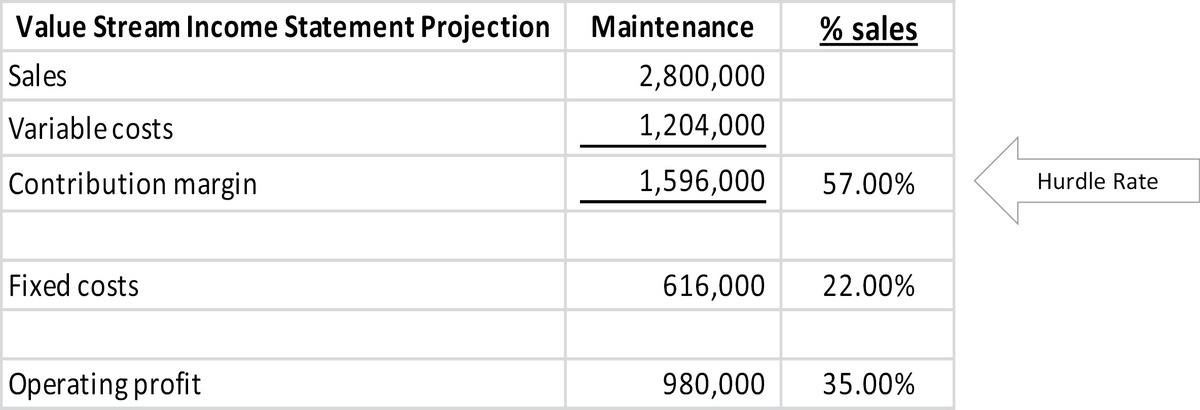 Value Stream Income Statement Projection Maintenance % sales
Sales 2,800,000
Variable costs 1,204,000
Contribution margin 1,596,000 57.00% Hurdle Rate
Fixed costs 616,000 22.00%
Operating profit 980,000 35.00%